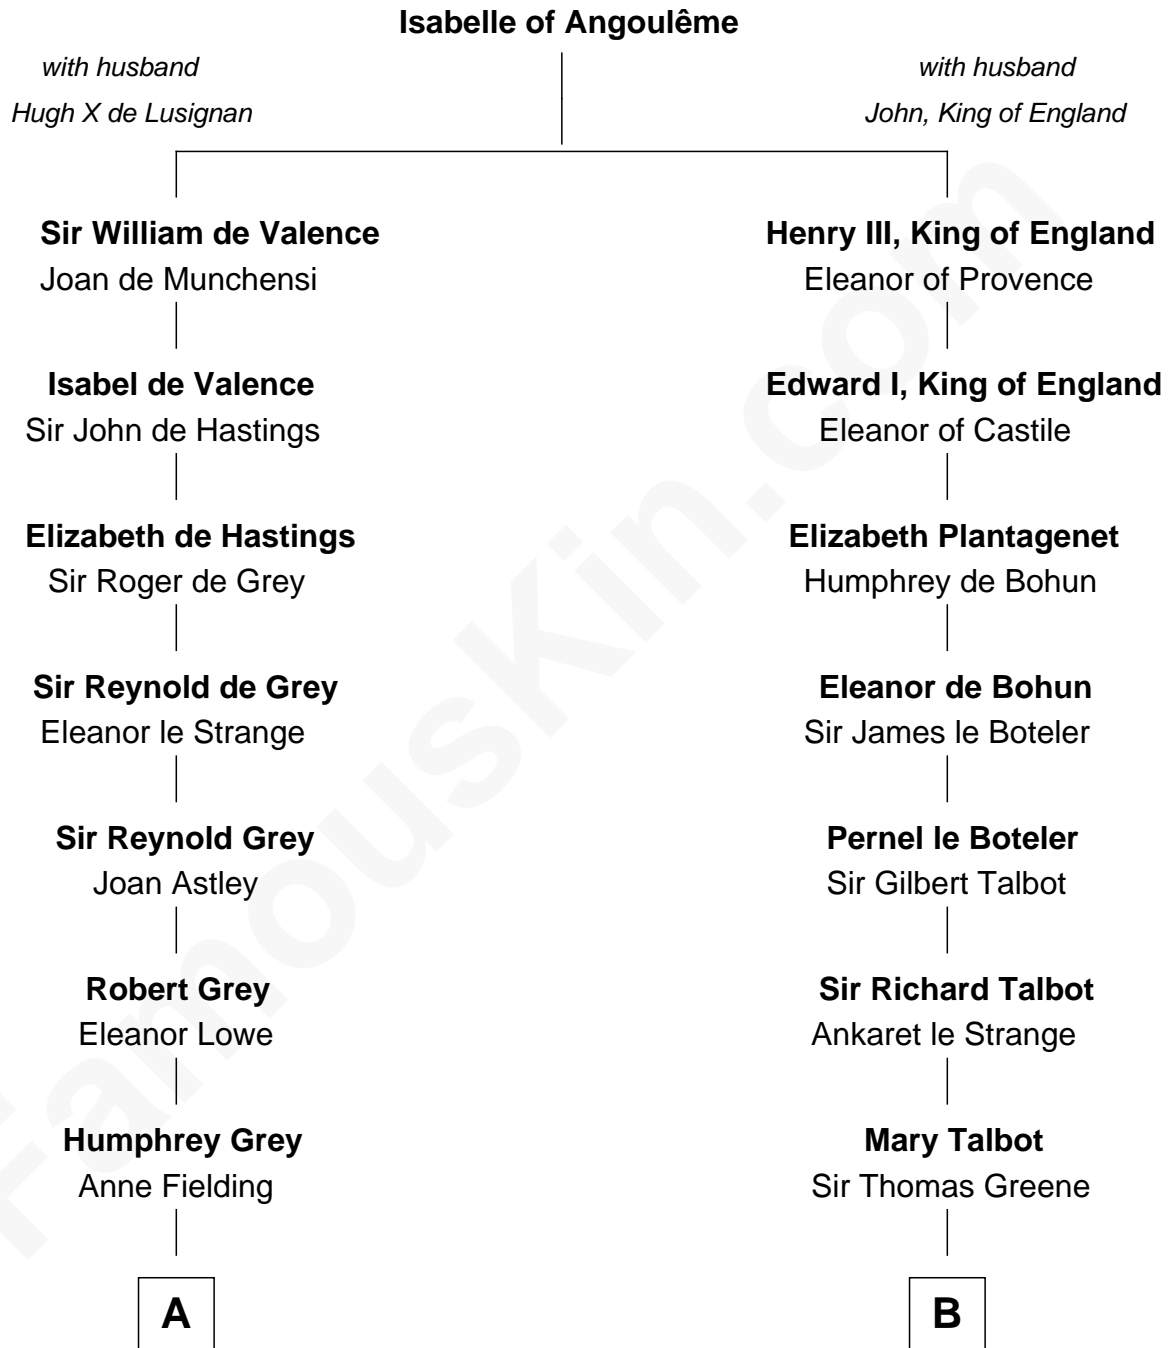 Isabelle of Angoulême
with husband
Hugh X de Lusignan
with husband
John, King of England
Sir William de Valence
Joan de Munchensi
Henry III, King of England
Eleanor of Provence
Isabel de Valence
Sir John de Hastings
Edward I, King of England
Eleanor of Castile
Elizabeth de Hastings
Sir Roger de Grey
Elizabeth Plantagenet
Humphrey de Bohun
Sir Reynold de Grey
Eleanor le Strange
Eleanor de Bohun
Sir James le Boteler
Sir Reynold Grey
Joan Astley
Pernel le Boteler
Sir Gilbert Talbot
Robert Grey
Eleanor Lowe
Sir Richard Talbot
Ankaret le Strange
Humphrey Grey
Anne Fielding
Mary Talbot
Sir Thomas Greene
A
B
FamousKin.com